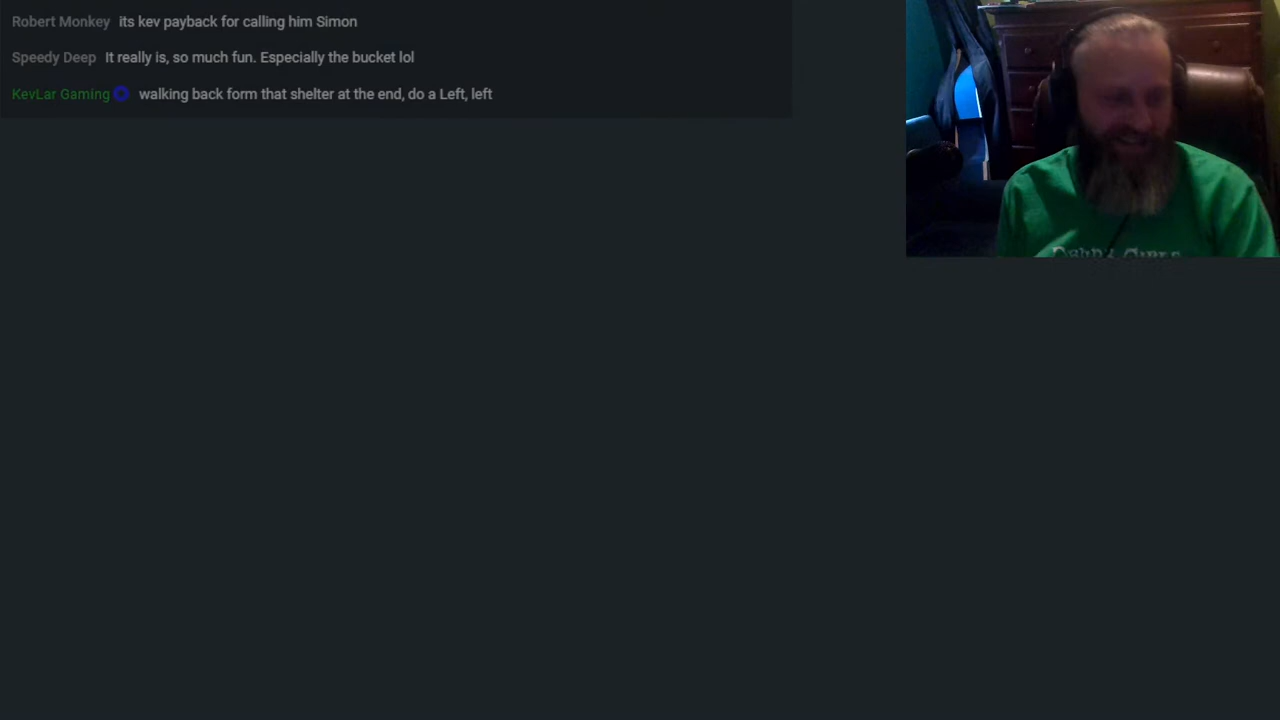 Robert Monkey its kev payback for calling him Simon
Speedy Deep It really is, so much fun. Especially the bucket lol
KevLar Gaming walking back form that shelter at the end, do a Left, left